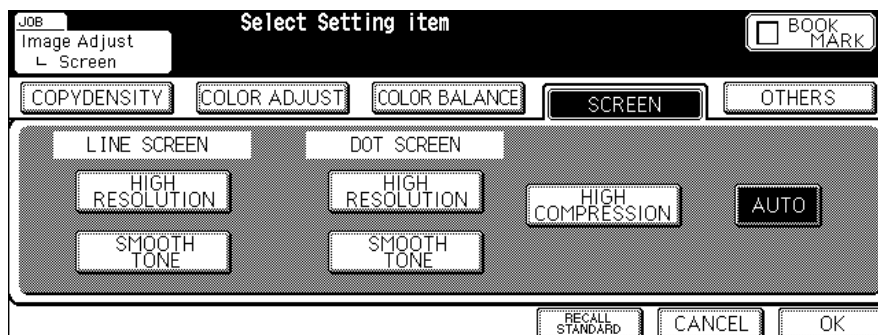 JOB
Image Adjust
└ Screen
Select Setting item
BOOK
MARK
COPYDENSITY
COLOR ADJUST
COLOR BALANCE
SCREEN
OTHERS
LINE SCREEN
DOT SCREEN
HIGH
RESOLUTION
HIGH
RESOLUTION
HIGH
COMPRESSION
AUTO
SMOOTH
TONE
SMOOTH
TONE
RECALL
STANDARD
CANCEL
OK